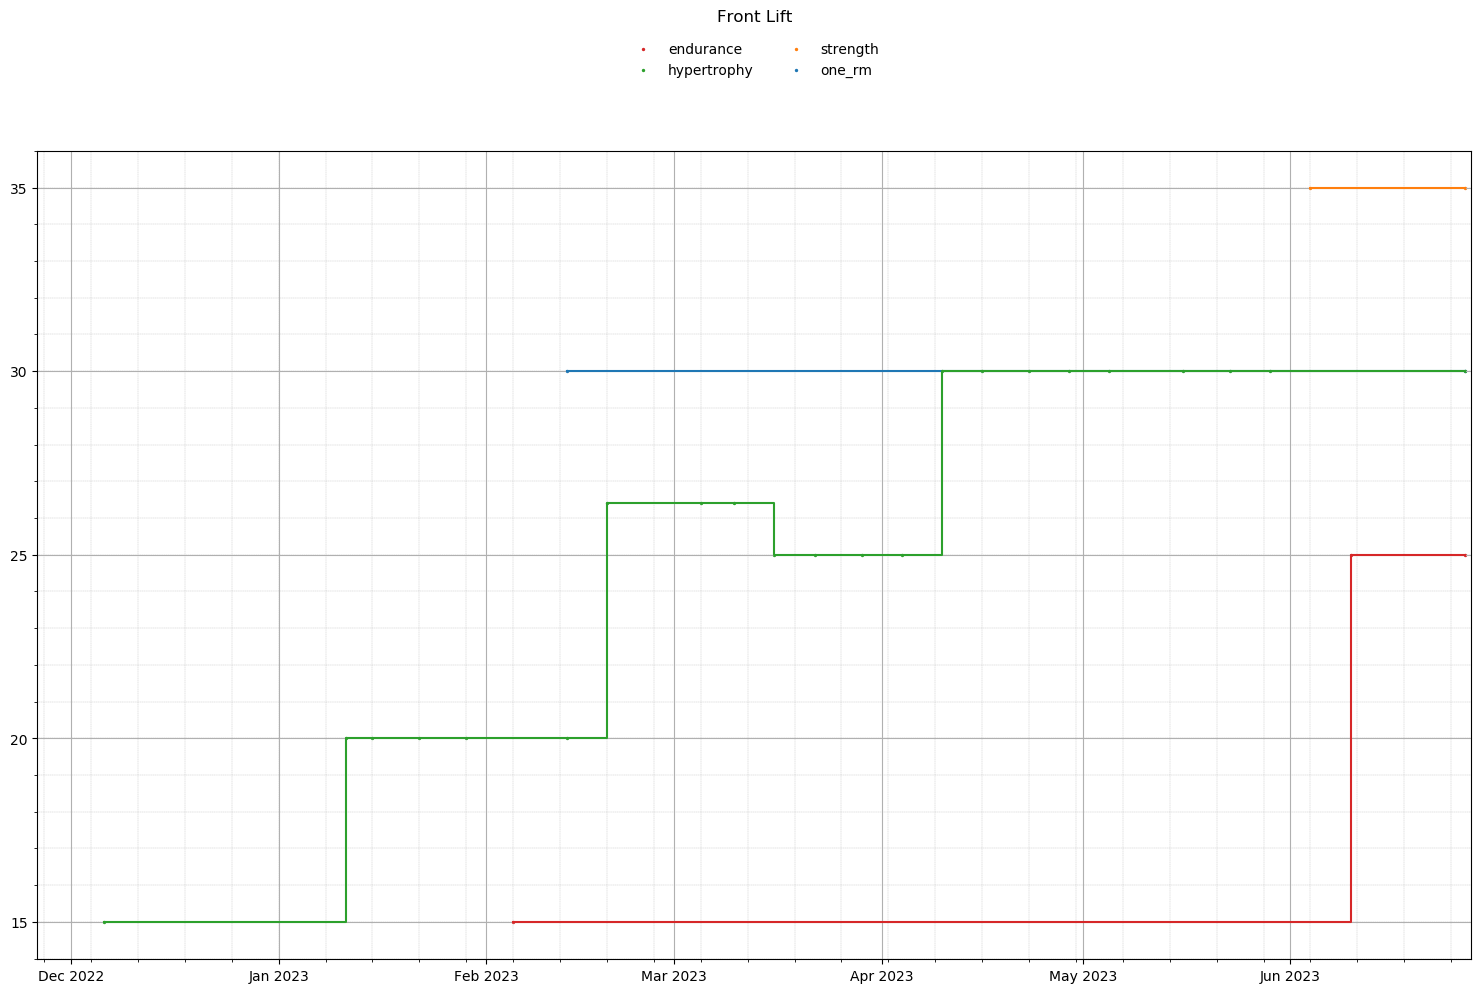 Front Lift
endurance strength
hypertrophy one_rm
35
30
25
20
15
Dec 2022 Jan 2023 Feb 2023 Mar 2023 Apr 2023 May 2023 Jun 2023